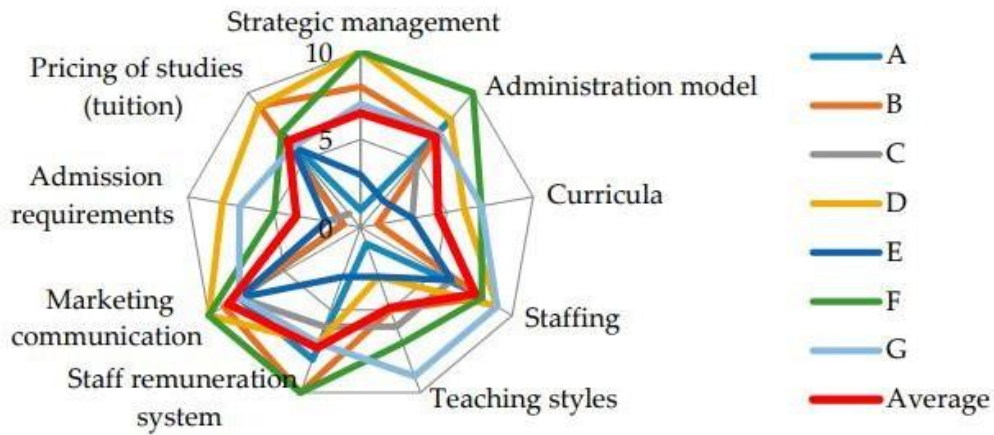 Strategic management
10
Pricing of studies
(tuition)
Administration model
5
Admission
requirements
Curricula
0
Marketing
communication
Staffing
Staff remuneration
system
Teaching styles
A
B
C
D
E
F
G
Average